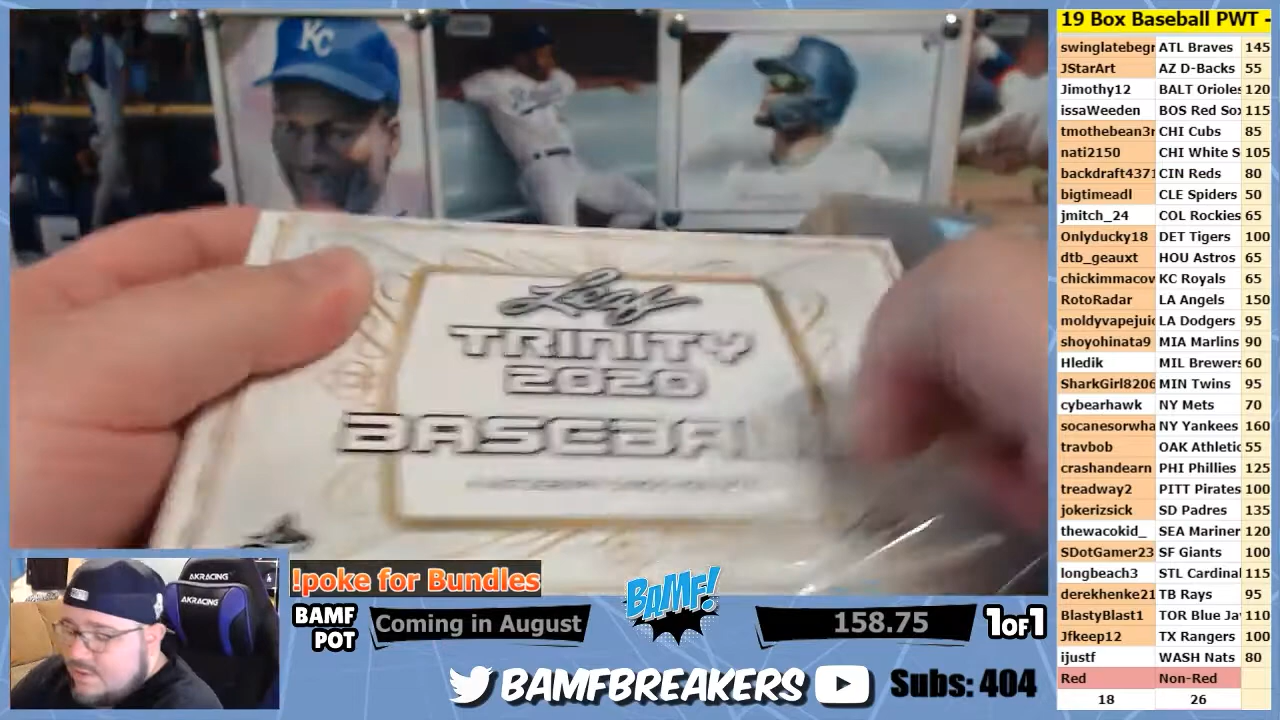 KC
Leaf
TRINITY
2020
BASEBA
AKRACING
AKRACING
!poke for Bundles
BAMF
POT
Coming in August
BAMF!
158.75
1OF1
BAMFBREAKERS
Subs: 404
19 Box Baseball PWT -
swinglatebegr ATL Braves 145
JStarArt AZ D-Backs 55
Jimothy12 BALT Orioles 120
issaWeeden BOS Red Sox 115
tmothebean3r CHI Cubs 85
nati2150 CHI White S 105
backdraft4371 CIN Reds 80
bigtimeadl CLE Spiders 50
jmitch_24 COL Rockies 65
Onlyducky18 DET Tigers 100
dtb_geauxt HOU Astros 65
chickimmacov KC Royals 65
RotoRadar LA Angels 150
moldyvapejuic LA Dodgers 95
shoyohinata9 MIA Marlins 90
Hledik MIL Brewers 60
SharkGirl8206 MIN Twins 95
cybearhawk NY Mets 70
socanesorwha NY Yankees 160
travbob OAK Athletic 55
crashandearn PHI Phillies 125
treadway2 PITT Pirates 100
jokerizsick SD Padres 135
thewacokid_ SEA Mariner 120
SDotGamer23 SF Giants 100
longbeach3 STL Cardinal 115
derekhenke21 TB Rays 95
BlastyBlast1 TOR Blue Jay 110
Jfkeep12 TX Rangers 100
ijustf WASH Nats 80
Red Non-Red
18 26